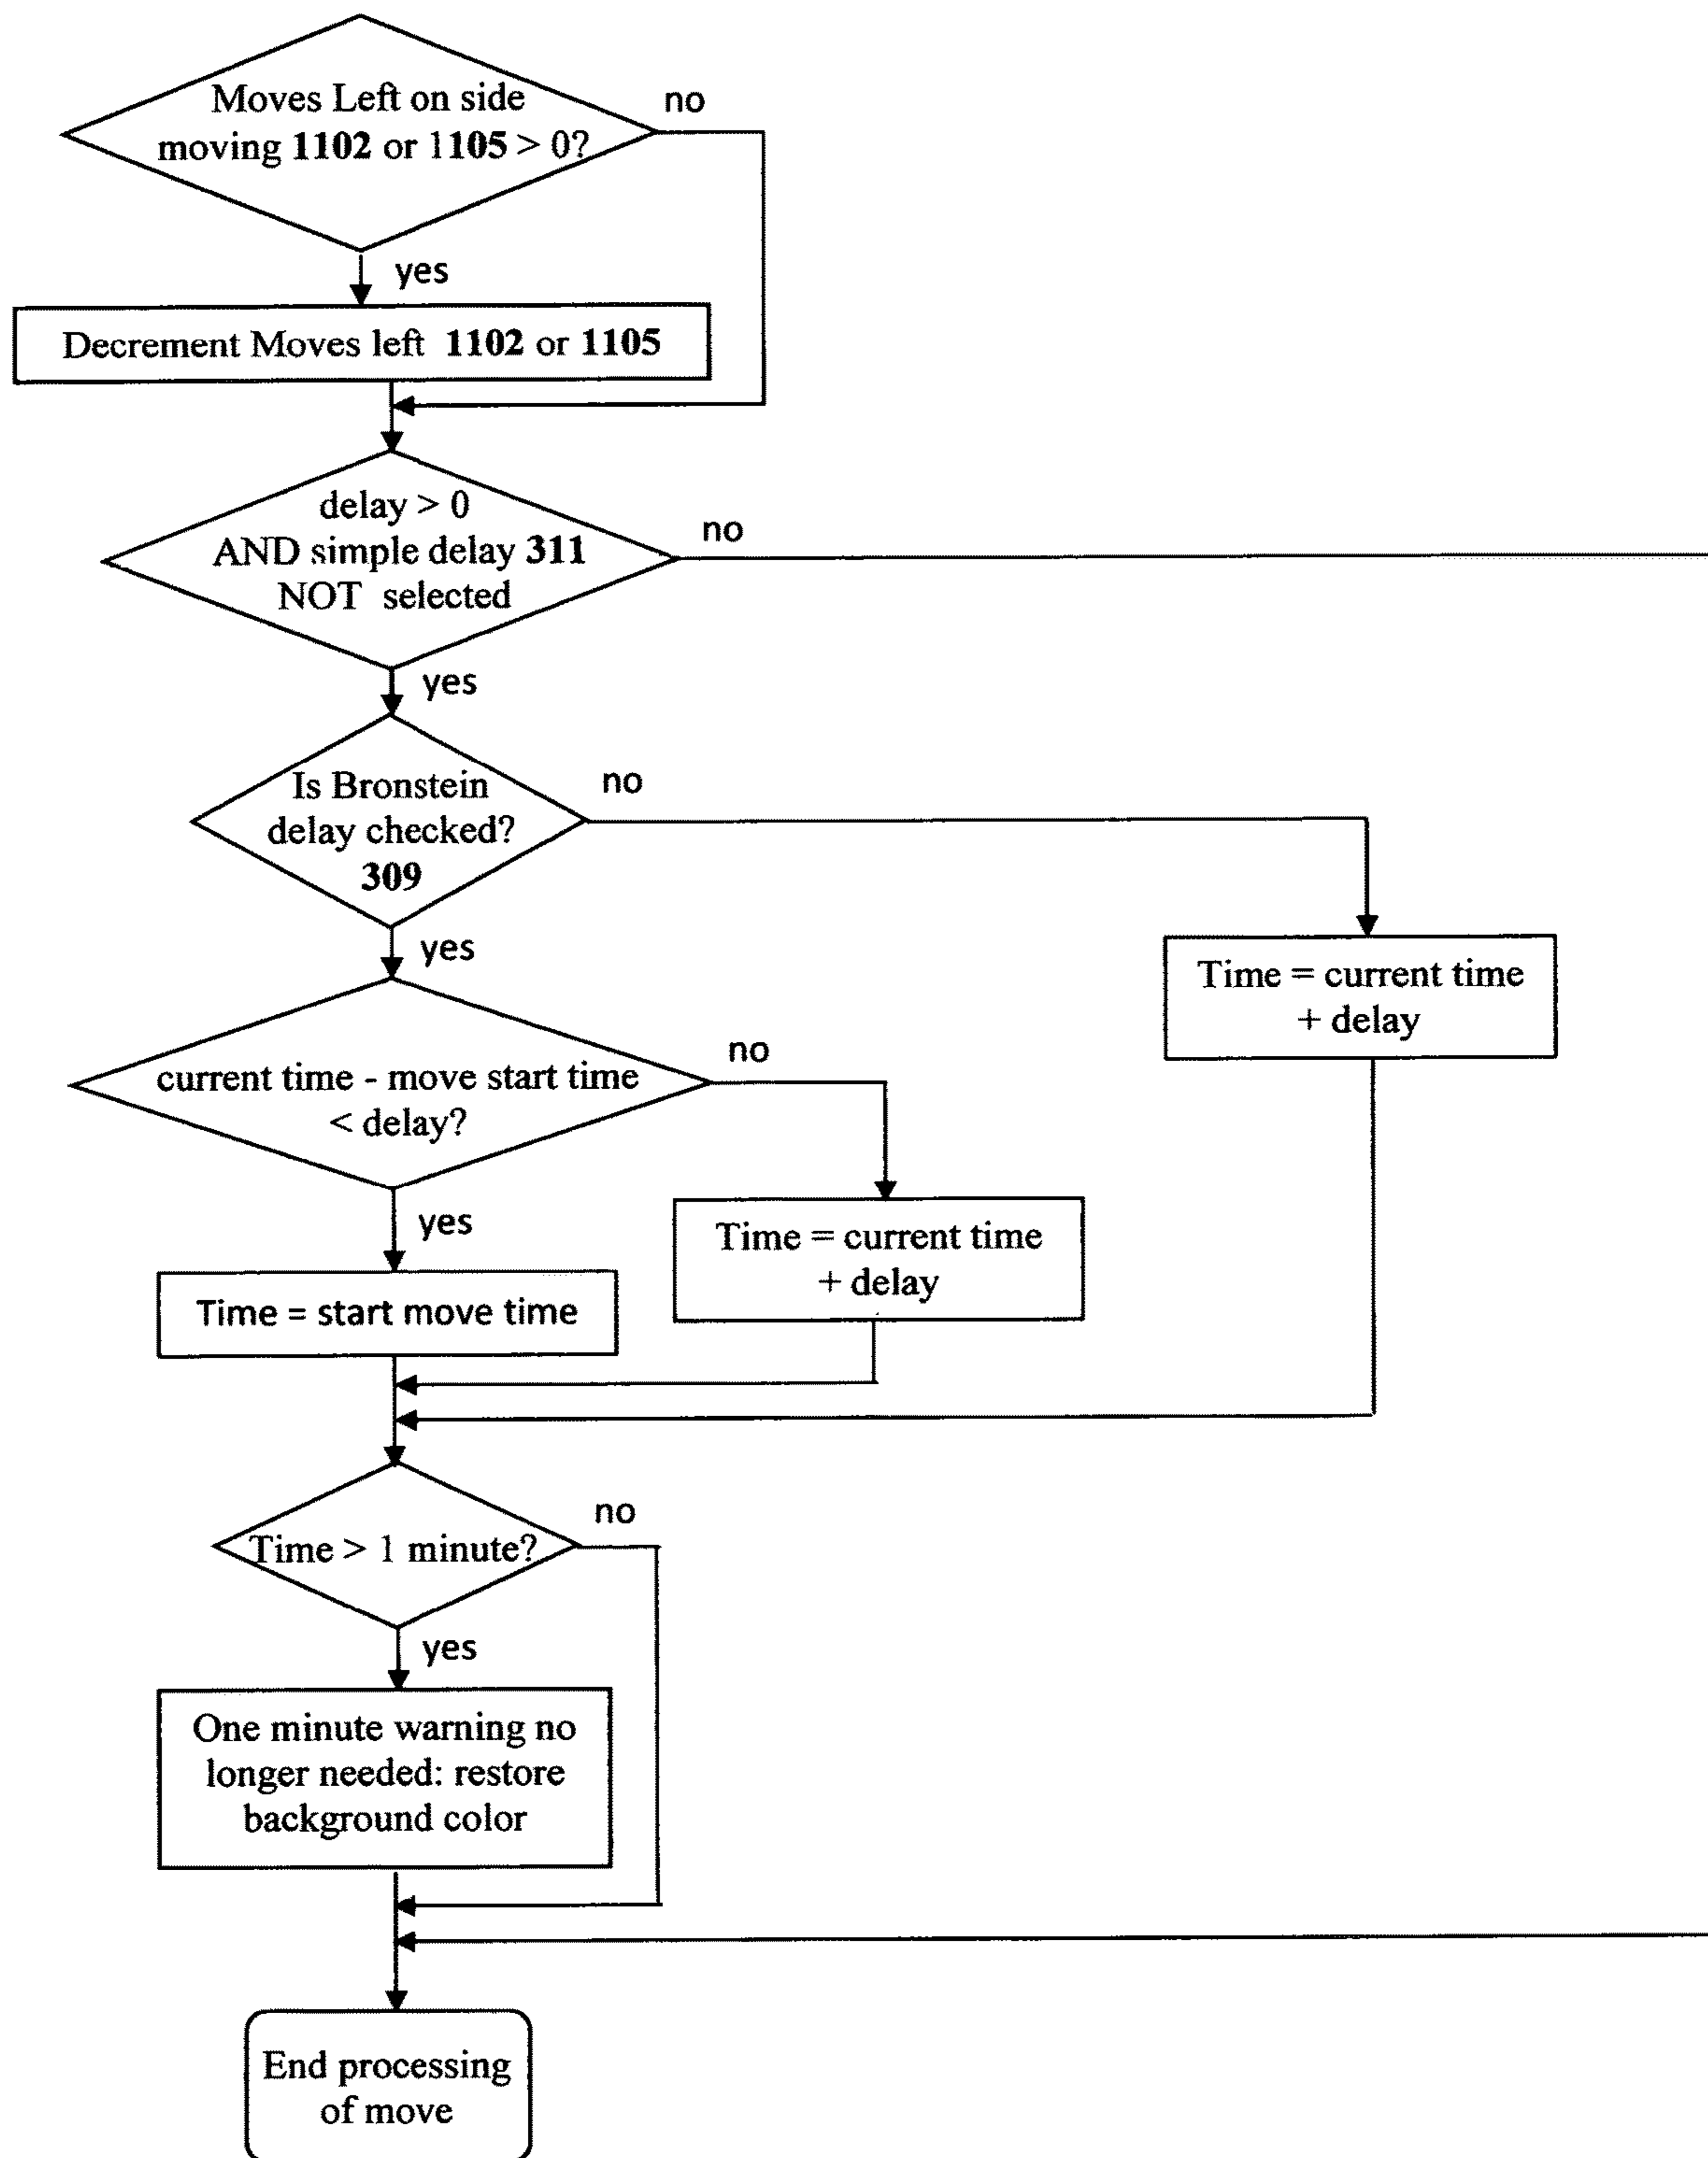 Moves Left on side
no
moving 1102 or 1105 > 0?
yes
Decrement Moves left 1102 or 1105
delay > 0
AND simple delay 311
no
NOT selected
yes
Is Bronstein
no
delay checked?
309
yes
Time = current time
+ delay
current time - move start time
no
< delay?
yes
Time = current time
+ delay
Time = start move time
Time > 1 minute?
no
yes
One minute warning no
longer needed: restore
background color
End processing
of move